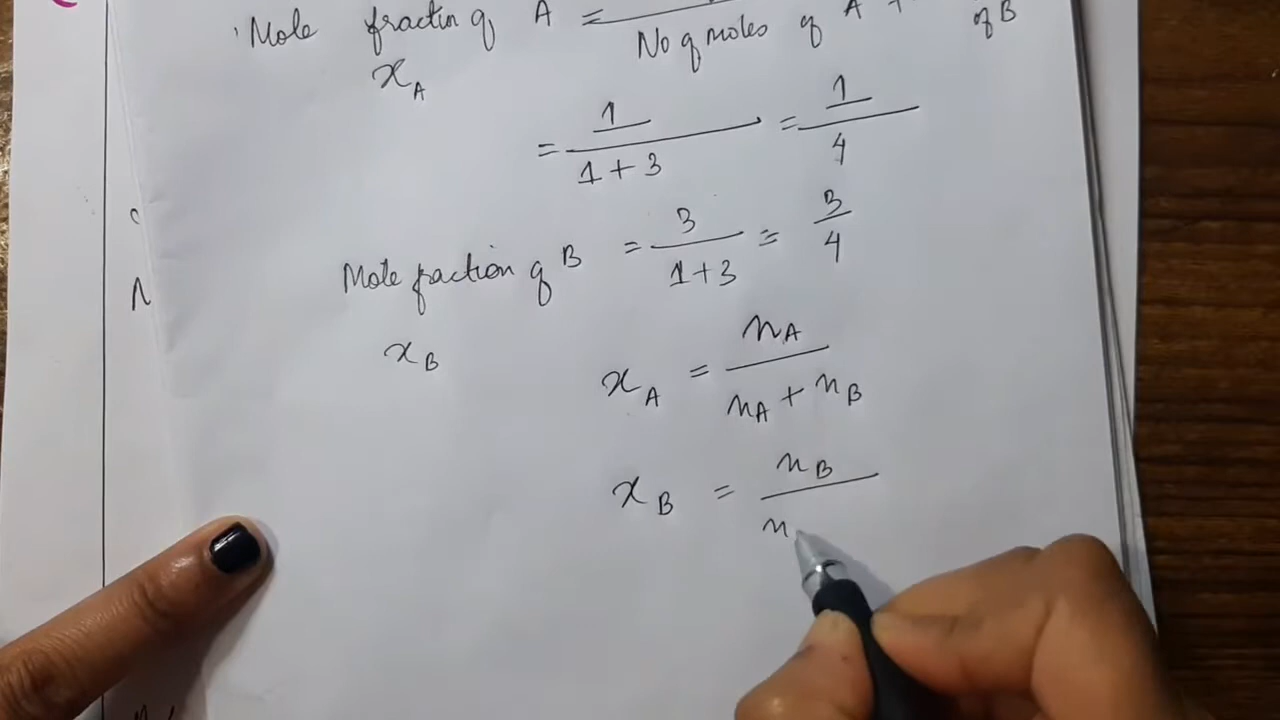 Mole fractin of A =
No of moles of A + of B
x_A
= 1/(1 + 3) = 1/4
Mole fraction of B = 3/(1+3) = 3/4
x_B
x_A = n_A/(n_A + n_B)
x_B = n_B/n